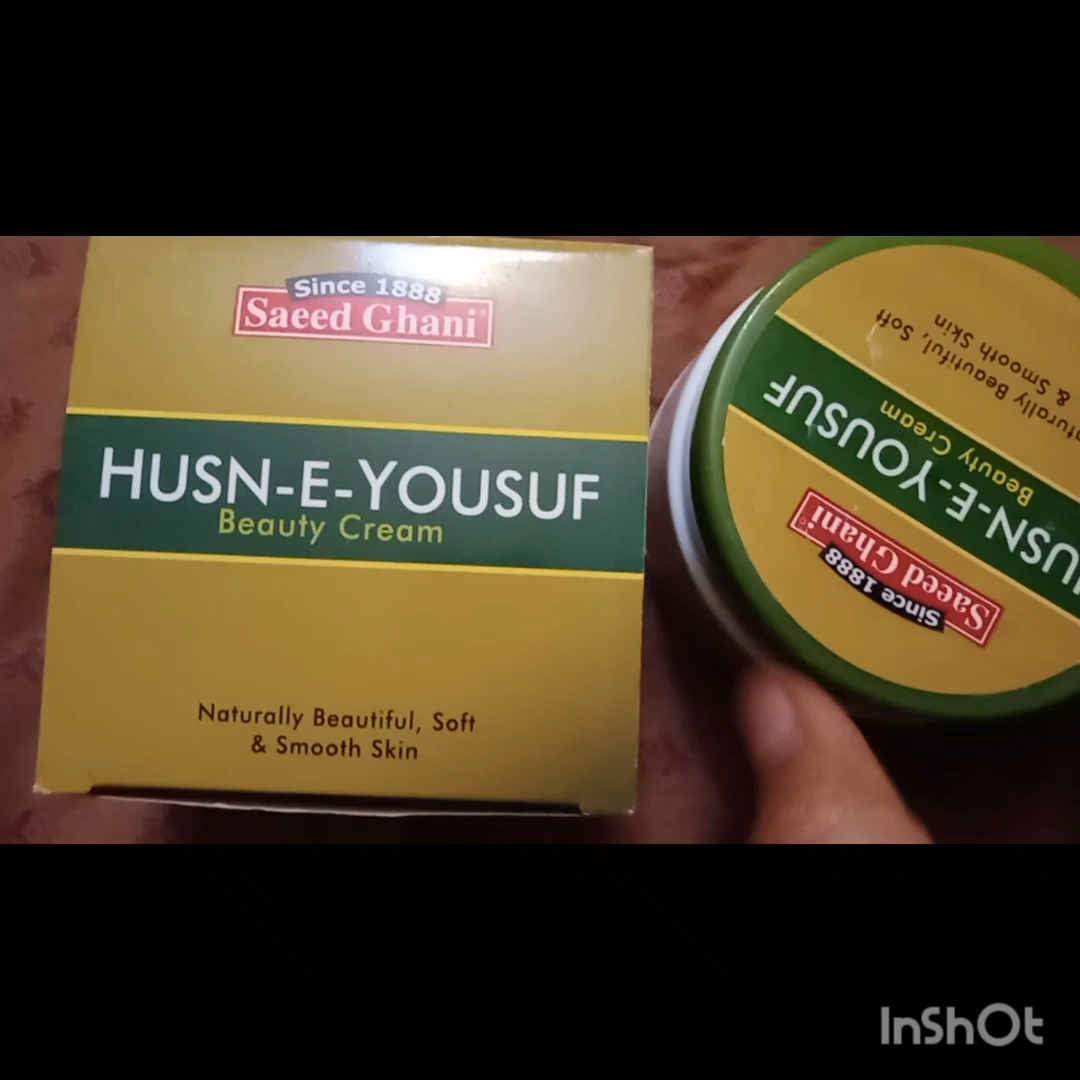 Since 1888
Saeed Ghani
HUSN-E-YOUSUF
Beauty Cream
Naturally Beautiful, Soft
& Smooth Skin
Since 1888
Saeed Ghani
HUSN-E-YOUSUF
Beauty Cream
Naturally Beautiful, Soft
& Smooth Skin
InShOt